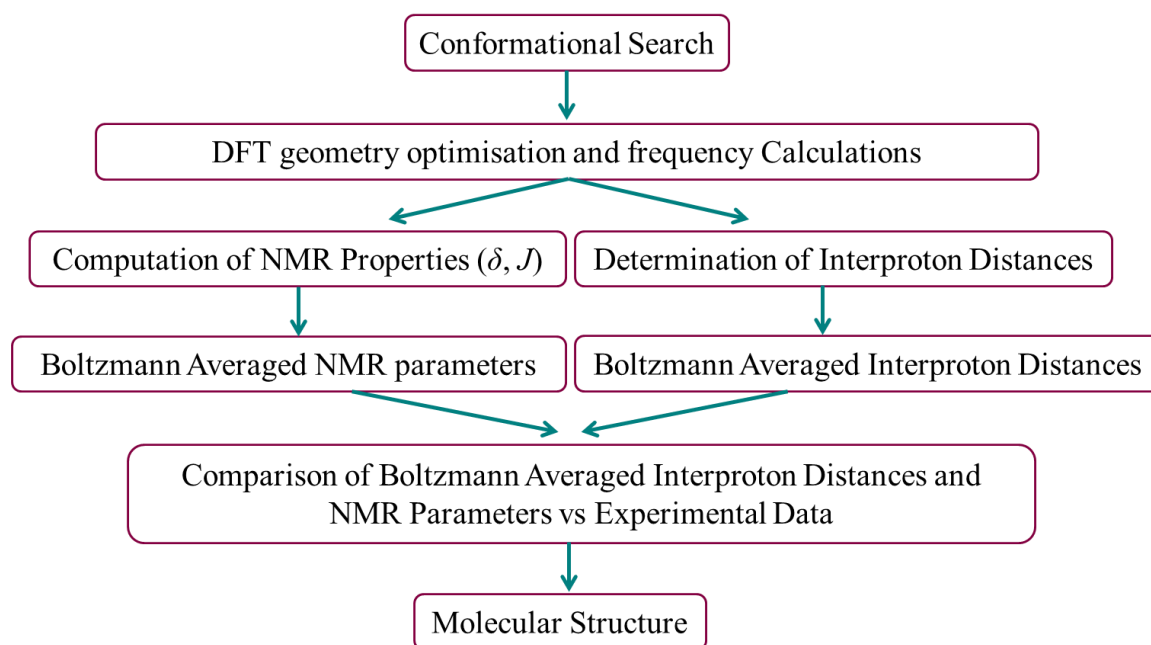 Conformational Search
DFT geometry optimisation and frequency Calculations
Computation of NMR Properties (δ, J)
Determination of Interproton Distances
Boltzmann Averaged NMR parameters
Boltzmann Averaged Interproton Distances
Comparison of Boltzmann Averaged Interproton Distances and
NMR Parameters vs Experimental Data
Molecular Structure